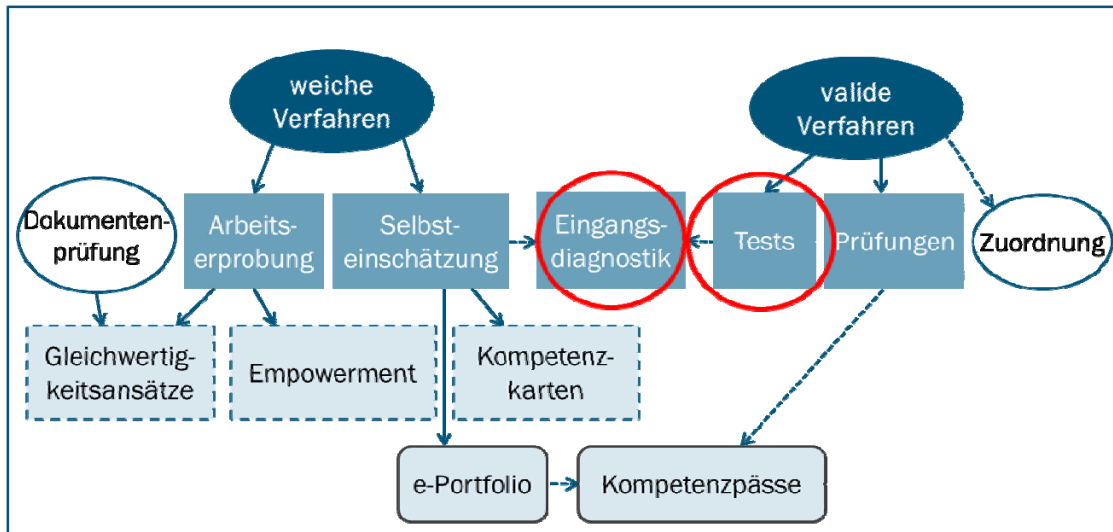 weiche
Verfahren
valide
Verfahren
Dokumenten-
prüfung
Arbeits-
erprobung
Selbst-
einschätzung
Eingangs-
diagnostik
Tests
Prüfungen
Zuordnung
Gleichwertig-
keitsansätze
Empowerment
Kompetenz-
karten
e-Portfolio
Kompetenzpässe